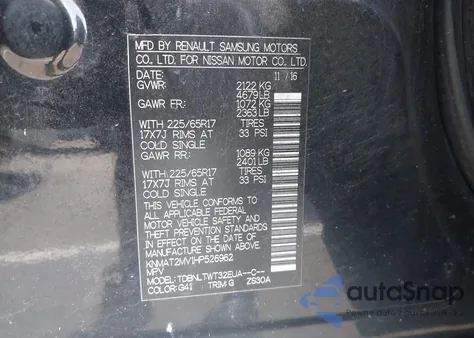 MFD BY RENAULT SAMSUNG MOTORS
CO., LTD. FOR NISSAN MOTOR CO., LTD.
DATE: 11/16
GVWR: 2122 KG
4679 LB
GAWR FR: 1072 KG
2363 LB
WITH 225/65R17 TIRES
17X7J RIMS AT 33 PSI
COLD SINGLE
GAWR RR: 1089 KG
2401 LB
WITH 225/65R17 TIRES
17X7J RIMS AT 33 PSI
COLD SINGLE
THIS VEHICLE CONFORMS TO
ALL APPLICABLE FEDERAL
MOTOR VEHICLE SAFETY AND
THEFT PREVENTION STANDARDS
IN EFFECT ON THE DATE OF
MANUFACTURE SHOWN ABOVE.
KNMAT2MV1HP526962
MPV
MODEL: TDBNLTWT32EUA--C--
COLOR: G41 TRIM: G ZS30A
autoSnap